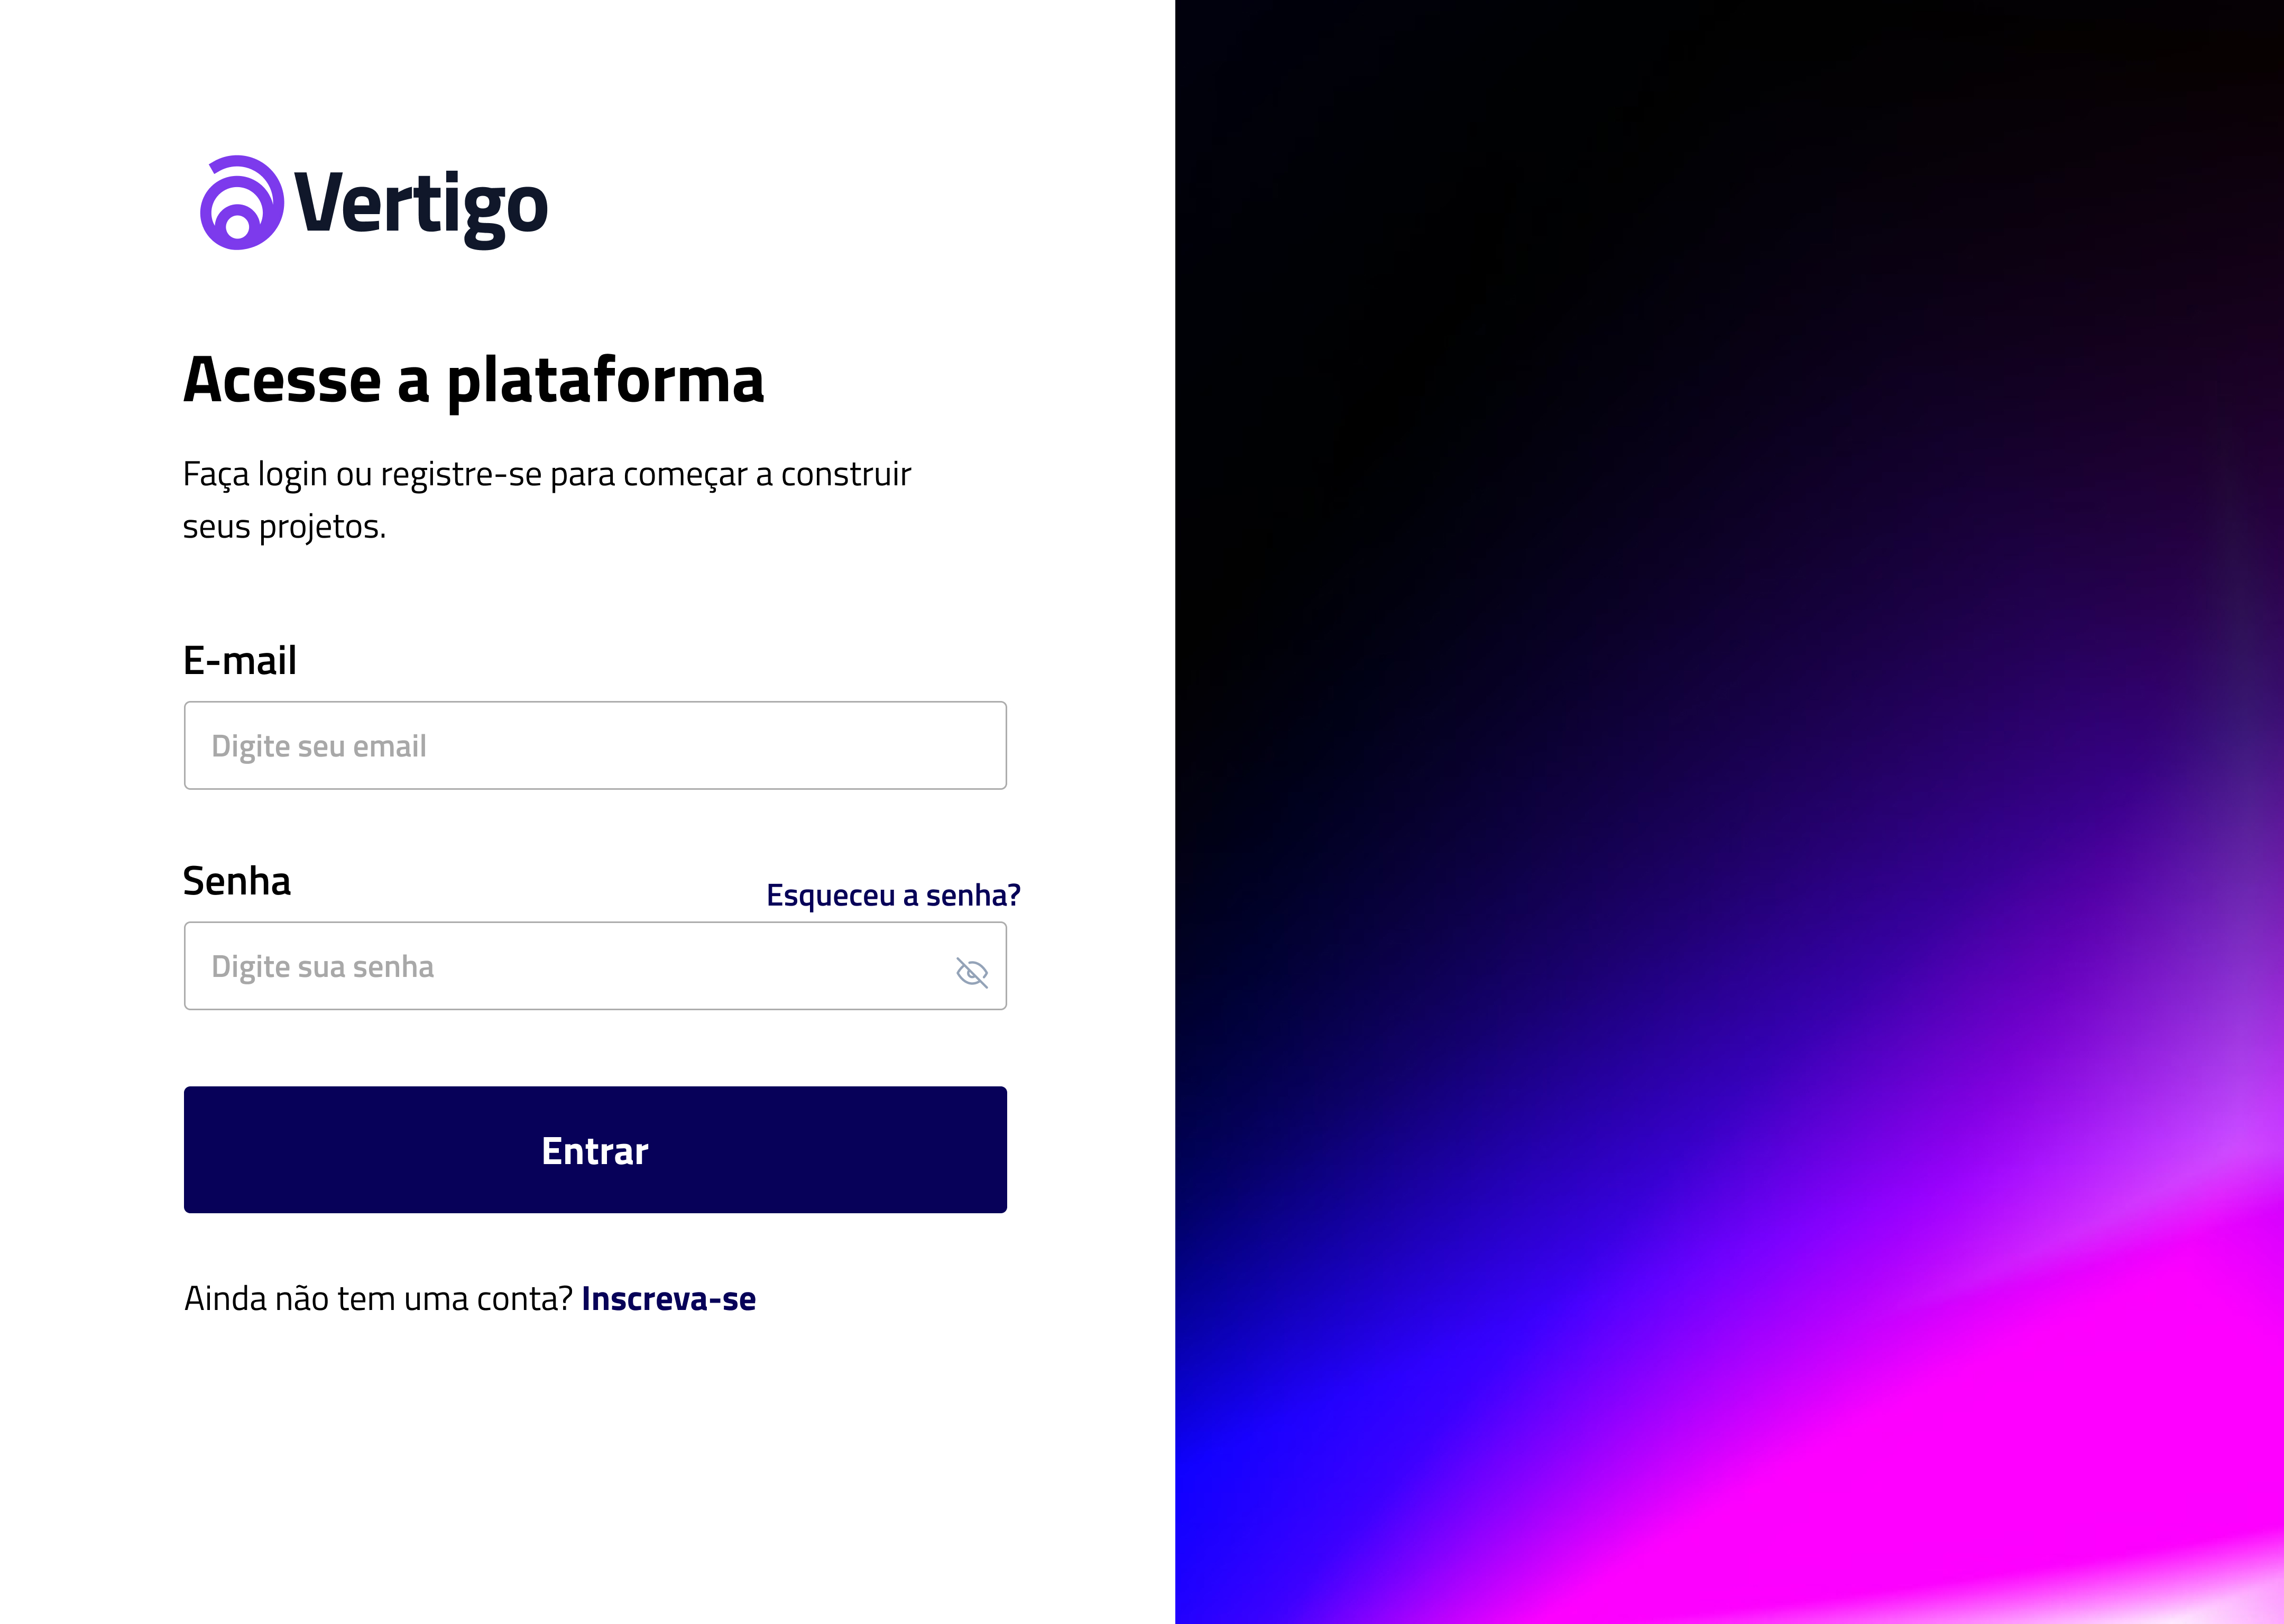 Vertigo
Acesse a plataforma
Faça login ou registre-se para começar a construir
seus projetos.
E-mail
Digite seu email
Senha
Esqueceu a senha?
Digite sua senha
Entrar
Ainda não tem uma conta? Inscreva-se